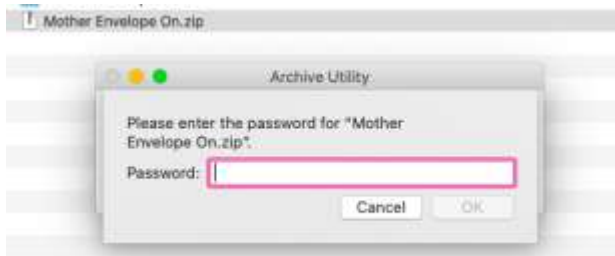 Mother Envelope On.zip
Archive Utility
Please enter the password for "Mother
Envelope On.zip".
Password:
Cancel OK